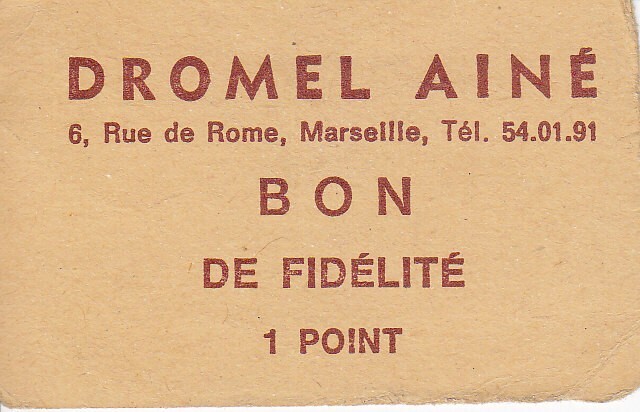 DROMEL AINÉ
6, Rue de Rome, Marseille, Tél. 54.01.91
BON
DE FIDÉLITÉ
1 POINT